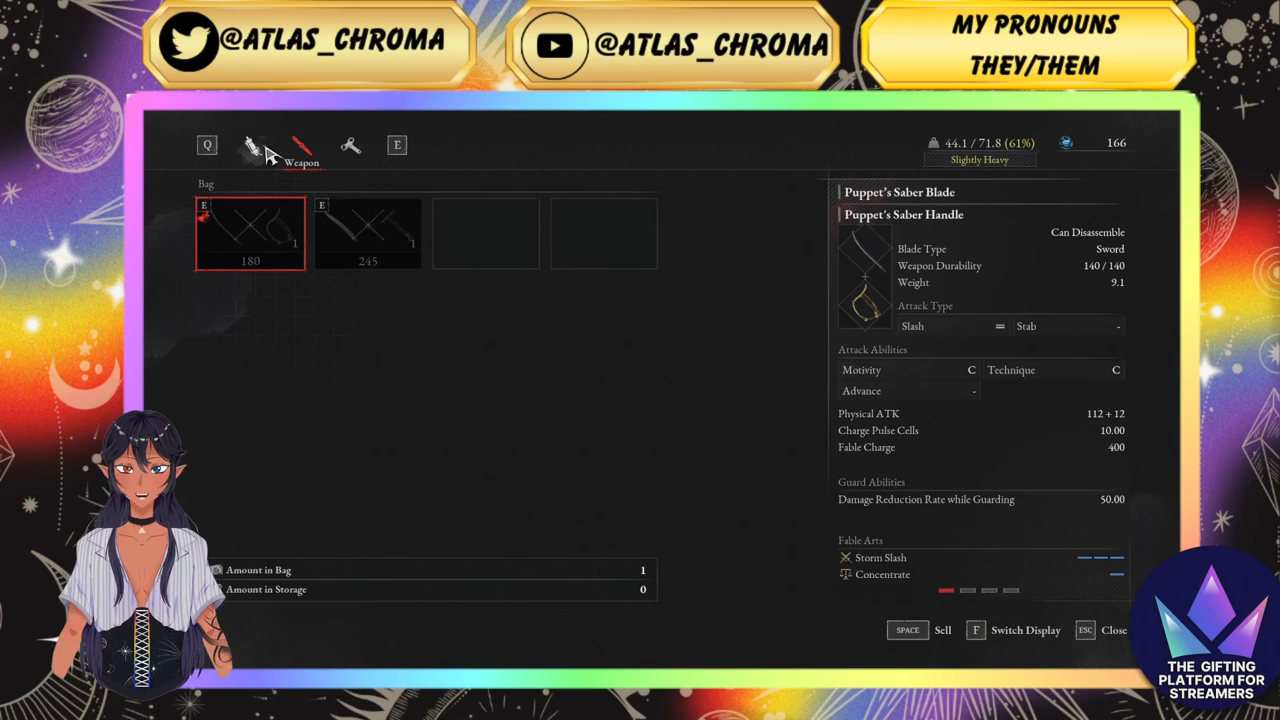 @ATLAS_CHROMA
@ATLAS_CHROMA
MY PRONOUNS
THEY/THEM
Q
Weapon
E
44.1 / 71.8 (61%)
Slightly Heavy
166
Bag
E
1
180
E
1
245
Puppet's Saber Blade
Puppet's Saber Handle
Can Disassemble
Blade Type Sword
Weapon Durability 140 / 140
Weight 9.1
Attack Type
Slash = Stab -
Attack Abilities
Motivity C Technique C
Advance -
Physical ATK 112 + 12
Charge Pulse Cells 10.00
Fable Charge 400
Guard Abilities
Damage Reduction Rate while Guarding 50.00
Fable Arts
Storm Slash
Concentrate
Amount in Bag 1
Amount in Storage 0
SPACE Sell F Switch Display ESC Close
THE GIFTING
PLATFORM FOR
STREAMERS